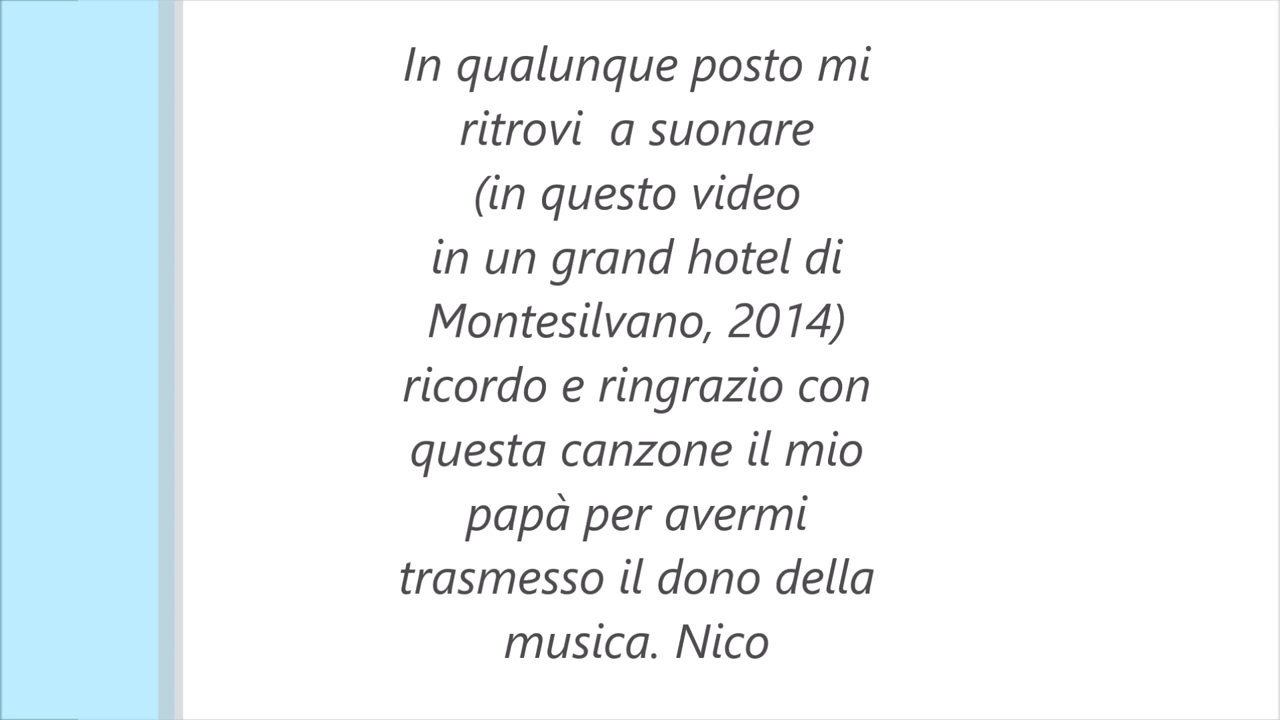 In qualunque posto mi
ritrovi  a suonare
(in questo video
in un grand hotel di
Montesilvano, 2014)
ricordo e ringrazio con
questa canzone il mio
papà per avermi
trasmesso il dono della
musica. Nico